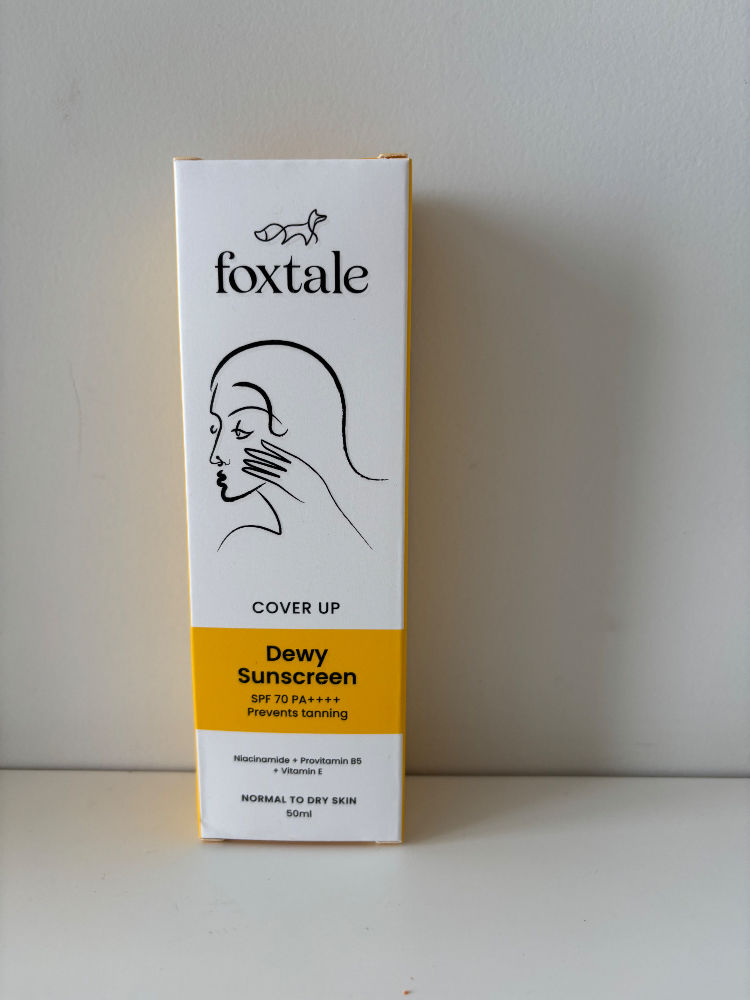 foxtale
COVER UP
Dewy
Sunscreen
SPF 70 PA++++
Prevents tanning
Niacinamide + Provitamin B5
+ Vitamin E
NORMAL TO DRY SKIN
50ml